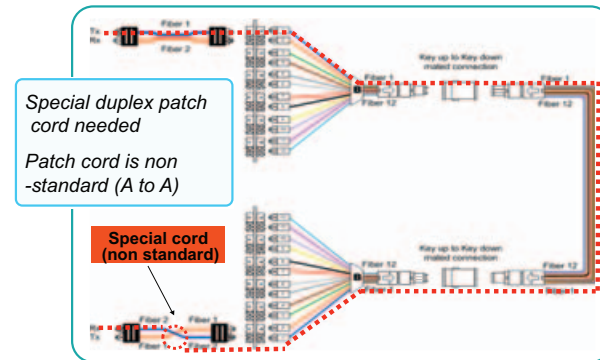 Fiber 1
Tx
Rx
Fiber 2
Special duplex patch
cord needed
Patch cord is non
-standard (A to A)
Key up to Key down
mated connection
Fiber 1
Fiber 1
Fiber 12
Fiber 12
Special cord
(non standard)
Key up to Key down
mated connection
Fiber 12
Fiber 12
Rx
Tx
Fiber 2
Fiber 1
Fiber 1